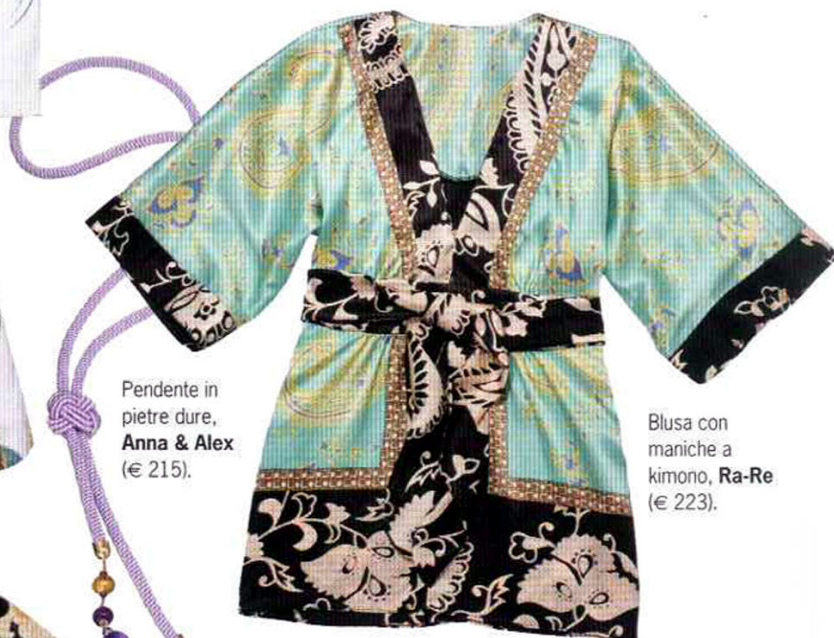 Pendente in
pietre dure,
Anna & Alex
(€ 215).
Blusa con
maniche a
kimono, Ra-Re
(€ 223).